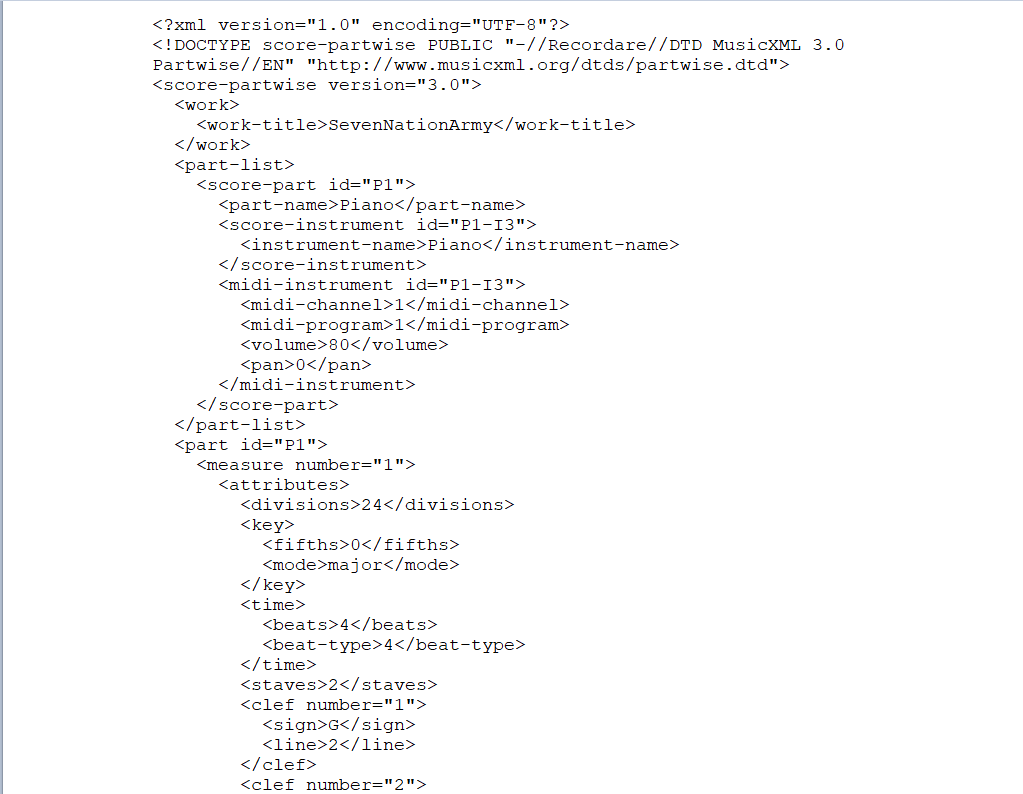 <?xml version="1.0" encoding="UTF-8"?>
<!DOCTYPE score-partwise PUBLIC "-//Recordare//DTD MusicXML 3.0
Partwise//EN" "http://www.musicxml.org/dtds/partwise.dtd">
<score-partwise version="3.0">
  <work>
    <work-title>SevenNationArmy</work-title>
  </work>
  <part-list>
    <score-part id="P1">
      <part-name>Piano</part-name>
      <score-instrument id="P1-I3">
        <instrument-name>Piano</instrument-name>
      </score-instrument>
      <midi-instrument id="P1-I3">
        <midi-channel>1</midi-channel>
        <midi-program>1</midi-program>
        <volume>80</volume>
        <pan>0</pan>
      </midi-instrument>
    </score-part>
  </part-list>
  <part id="P1">
    <measure number="1">
      <attributes>
        <divisions>24</divisions>
        <key>
          <fifths>0</fifths>
          <mode>major</mode>
        </key>
        <time>
          <beats>4</beats>
          <beat-type>4</beat-type>
        </time>
        <staves>2</staves>
        <clef number="1">
          <sign>G</sign>
          <line>2</line>
        </clef>
        <clef number="2">